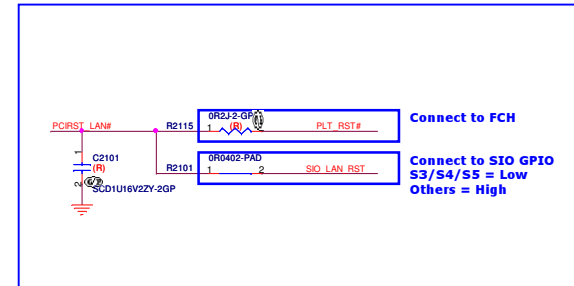 0R2J-2-GP
PCIRST_LAN# R2115 1 (R) PLT_RST# Connect to FCH
0R0402-PAD
1 C2101 R2101 1 2 SIO_LAN_RST Connect to SIO GPIO
(R) S3/S4/S5 = Low
2 SCD1U16V2ZY-2GP Others = High